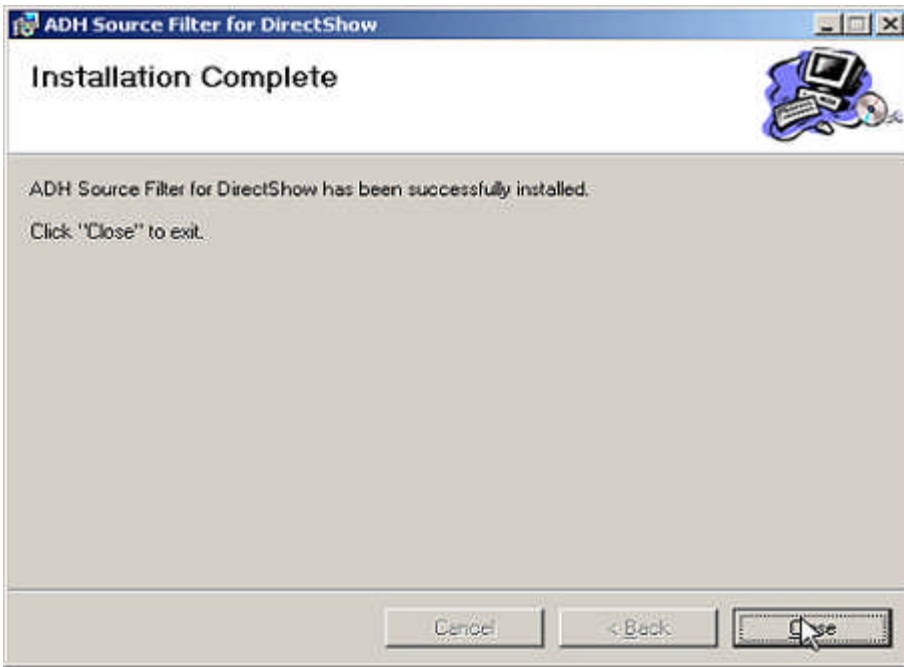 ADH Source Filter for DirectShow
Installation Complete
ADH Source Filter for DirectShow has been successfully installed.
Click "Close" to exit.
Cancel
< Back
Close